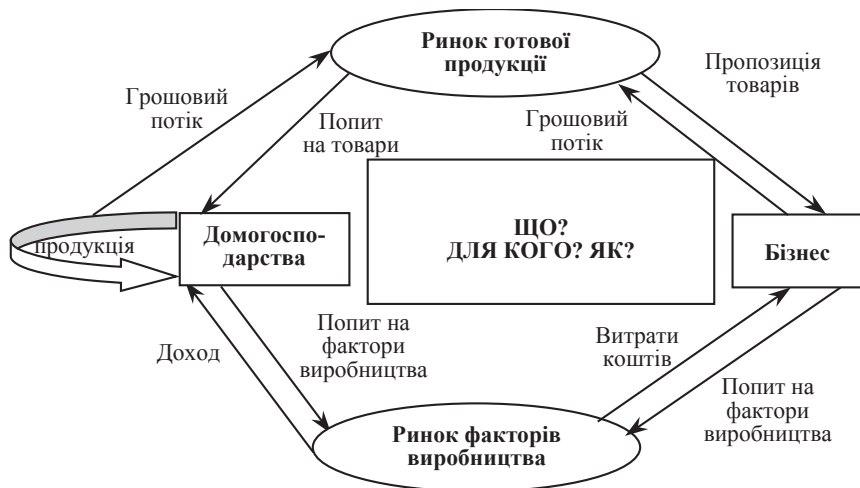 Ринок готової
продукції
Грошовий
потік
Попит
на товари
Грошовий
потік
Пропозиція
товарів
продукція
Домогоспо-
дарства
ЩО?
ДЛЯ КОГО? ЯК?
Бізнес
Доход
Попит на
фактори
виробництва
Витрати
коштів
Попит на
фактори
виробництва
Ринок факторів
виробництва